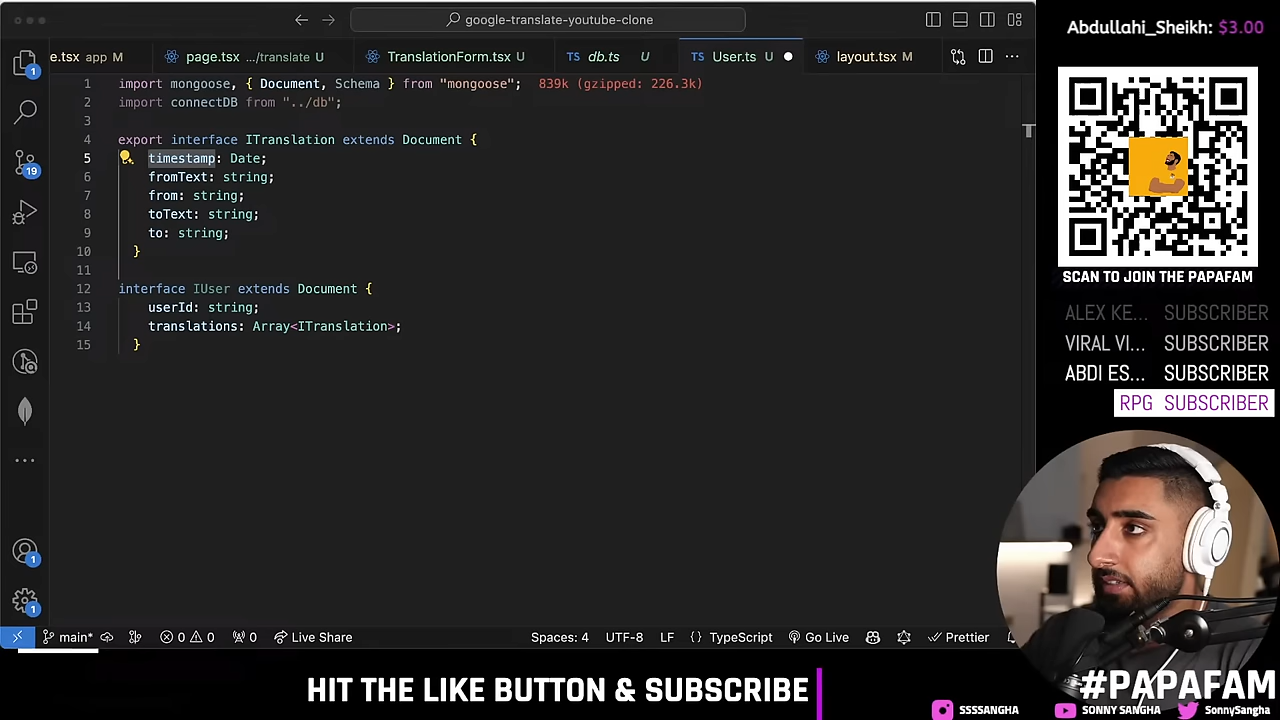 google-translate-youtube-clone
e.tsx app M
page.tsx .../translate U
TranslationForm.tsx U
TS db.ts U
TS User.ts U
layout.tsx M
1 import mongoose, { Document, Schema } from "mongoose"; 839k (gzipped: 226.3k)
2 import connectDB from "../db";
3
4 export interface ITranslation extends Document {
5 timestamp: Date;
6 fromText: string;
7 from: string;
8 toText: string;
9 to: string;
10 }
11
12 interface IUser extends Document {
13 userId: string;
14 translations: Array<ITranslation>;
15 }
1
19
1
1
main* 0 0 0 Live Share Spaces: 4 UTF-8 LF {} TypeScript Go Live Prettier
Abdullahi_Sheikh: $3.00
SCAN TO JOIN THE PAPAFAM
ALEX KE... SUBSCRIBER
VIRAL VI... SUBSCRIBER
ABDI ES... SUBSCRIBER
RPG SUBSCRIBER
HIT THE LIKE BUTTON & SUBSCRIBE
#PAPAFAM
SSSSANGHA SONNY SANGHA SonnySangha